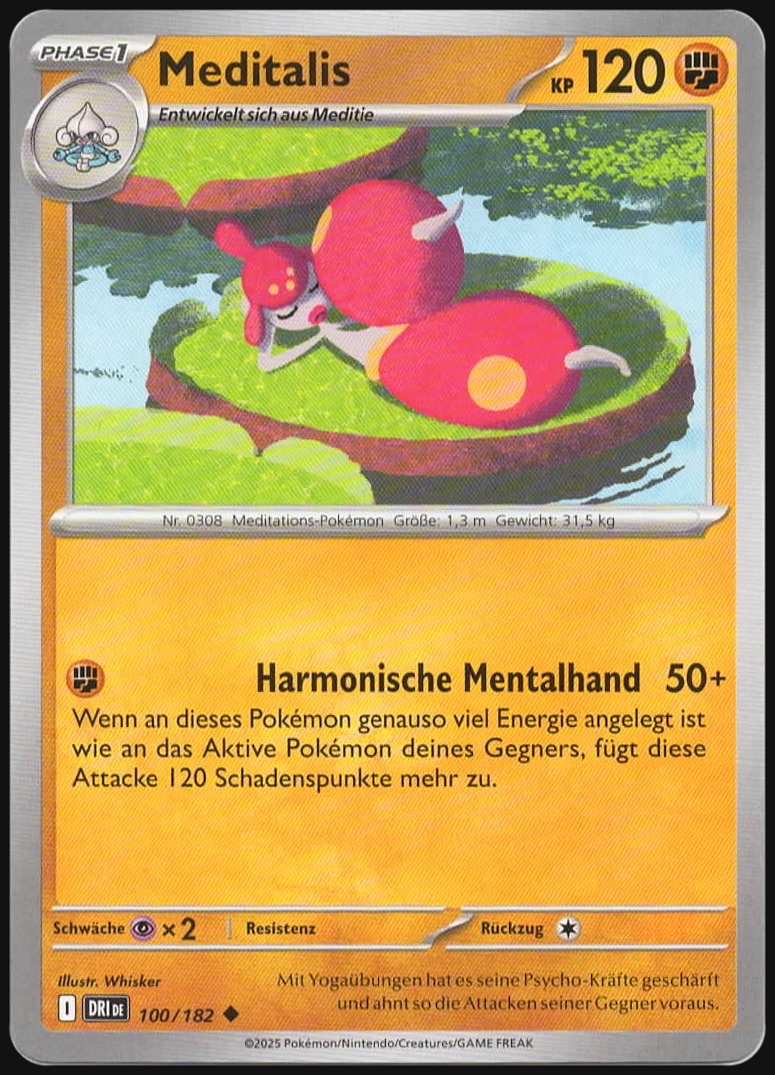 PHASE 1
Meditalis
KP 120
Entwickelt sich aus Meditie
Nr. 0308 Meditations-Pokémon Größe: 1,3 m Gewicht: 31,5 kg
Harmonische Mentalhand 50+
Wenn an dieses Pokémon genauso viel Energie angelegt ist
wie an das Aktive Pokémon deines Gegners, fügt diese
Attacke 120 Schadenspunkte mehr zu.
Schwäche ×2 Resistenz Rückzug
Illustr. Whisker
Mit Yogaübungen hat es seine Psycho-Kräfte geschärft
und ahnt so die Attacken seiner Gegner voraus.
I DRI DE 100/182
©2025 Pokémon/Nintendo/Creatures/GAME FREAK